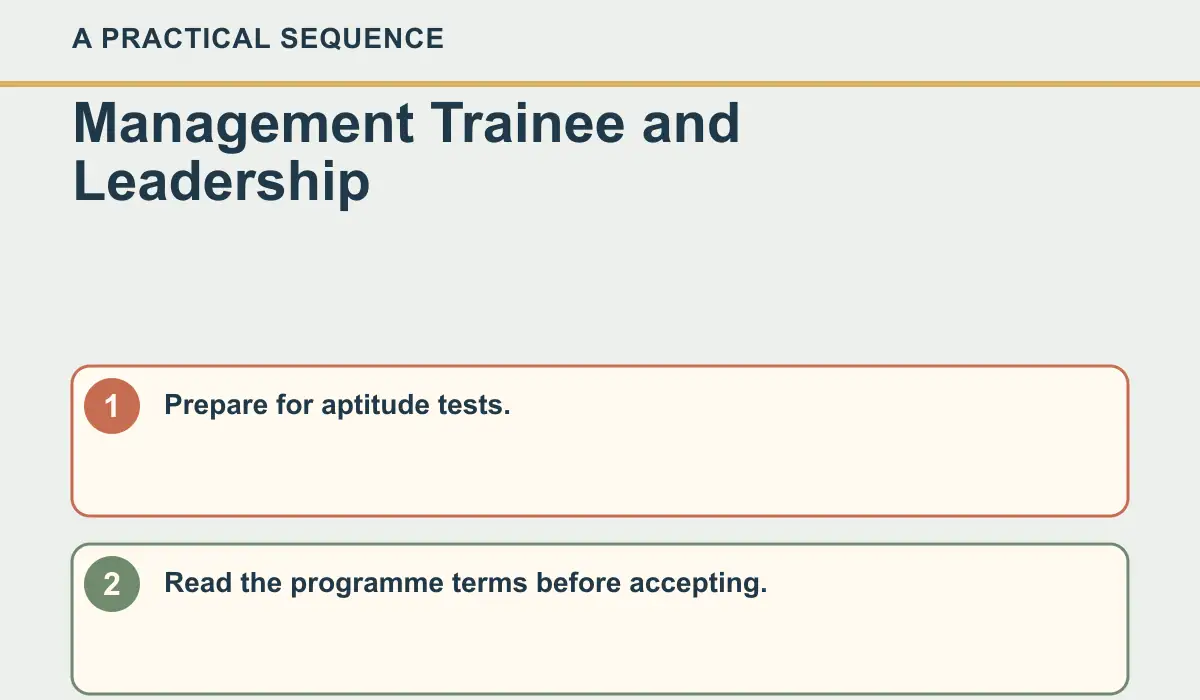 A PRACTICAL SEQUENCE
Management Trainee and
Leadership
1
Prepare for aptitude tests.
2
Read the programme terms before accepting.